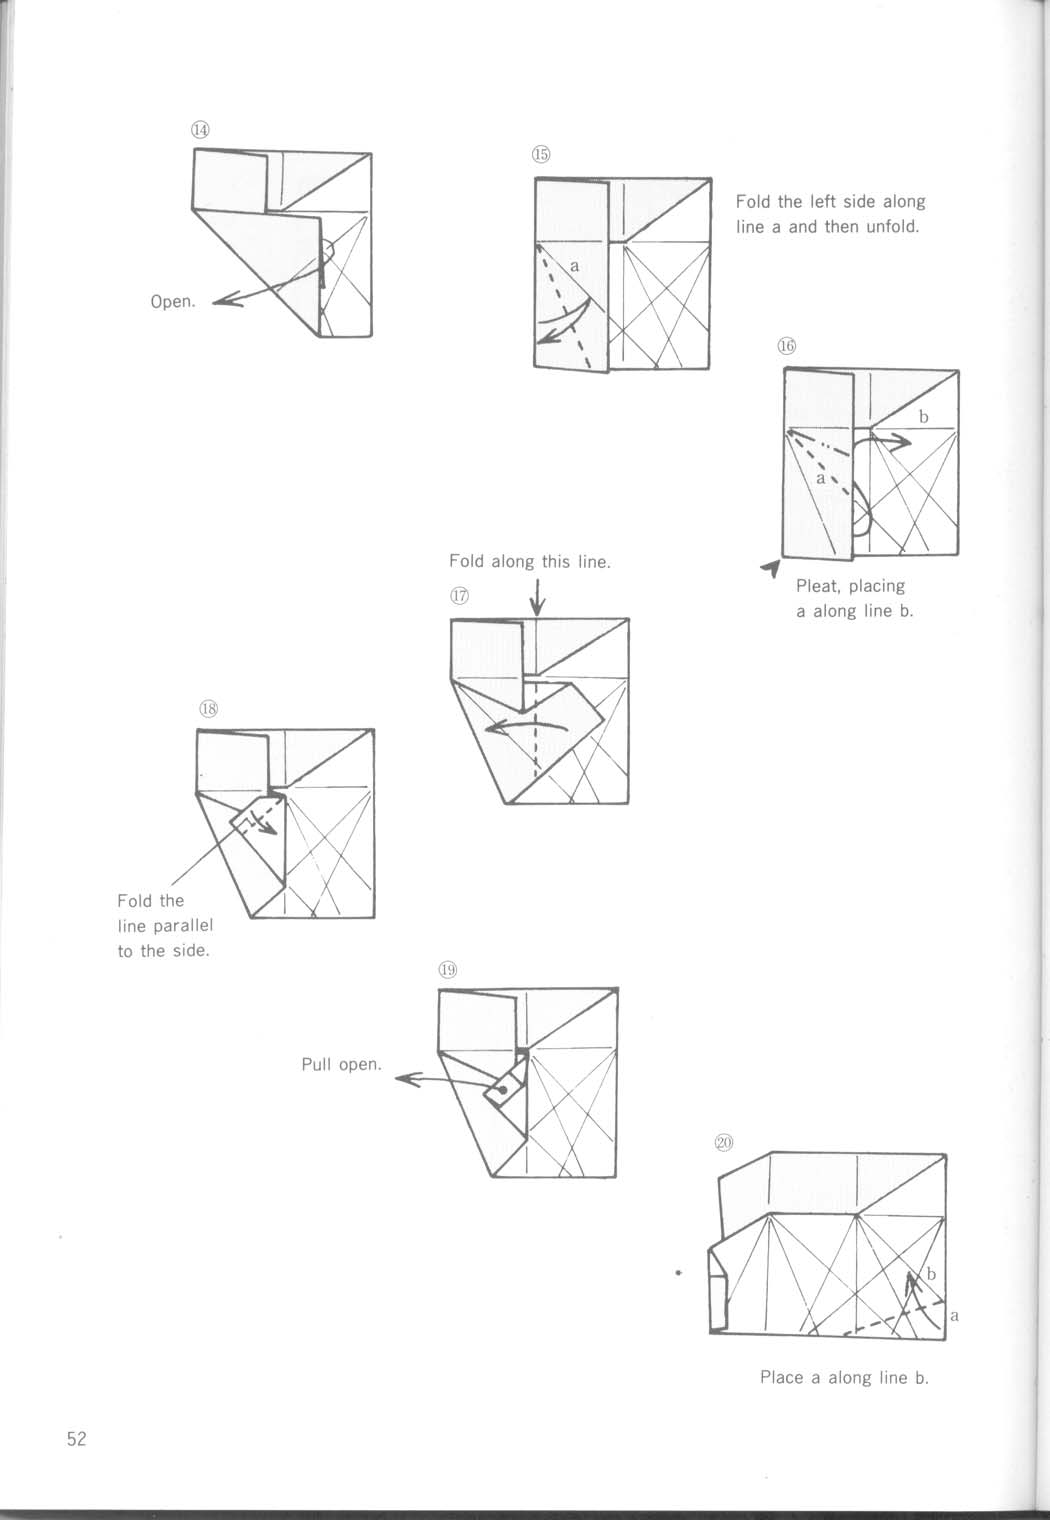 ⑭
Open.
⑮
a
Fold the left side along
line a and then unfold.
⑯
b
a
Pleat, placing
a along line b.
Fold along this line.
⑰
⑱
Fold the
line parallel
to the side.
⑲
Pull open.
⑳
b
a
Place a along line b.
52